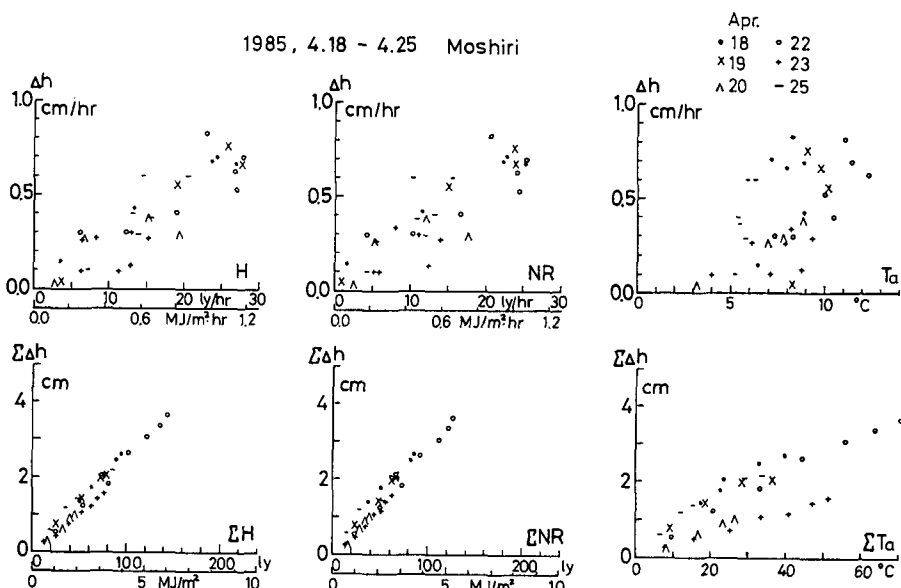 1985, 4.18 - 4.25 Moshiri
Apr.
• 18 ○ 22
× 19 + 23
∧ 20 - 25
Δh
cm/hr
1.0
0.5
0.0
0 10 20 ly/hr 30
0.0 0.6 MJ/m²hr 1.2
H
Δh
cm/hr
1.0
0.5
0.0
0 10 20 ly/hr 30
0.0 0.6 MJ/m²hr 1.2
NR
Δh
cm/hr
1.0
0.5
0.0
0 5 10 °C
Ta
ΣΔh
cm
4
2
0
0 100 200 ly
0 5 MJ/m² 10
ΣH
ΣΔh
cm
4
2
0
0 100 200 ly
0 5 MJ/m² 10
ΣNR
ΣΔh
cm
4
2
0
0 20 40 60 °C
ΣTa